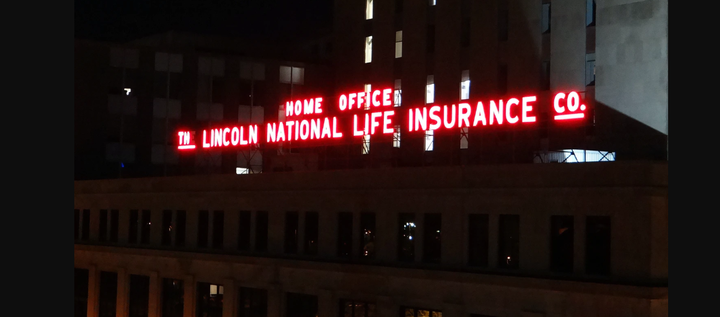 HOME OFFICE
TH LINCOLN NATIONAL LIFE INSURANCE CO.